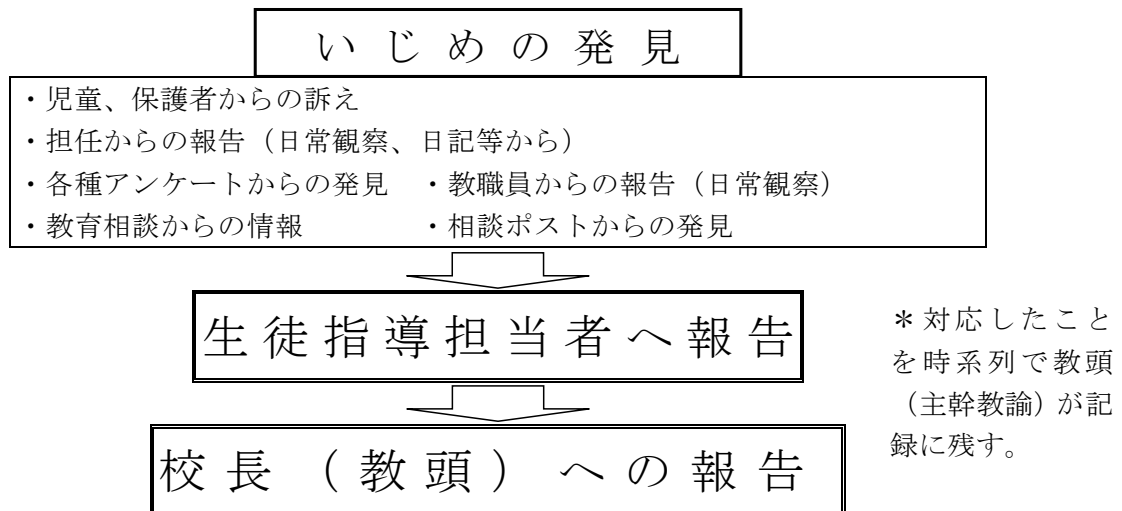 いじめの発見
・児童、保護者からの訴え
・担任からの報告（日常観察、日記等から）
・各種アンケートからの発見　・教職員からの報告（日常観察）
・教育相談からの情報　・相談ポストからの発見
生徒指導担当者へ報告
＊対応したこと
を時系列で教頭
（主幹教諭）が記
録に残す。
校長（教頭）への報告